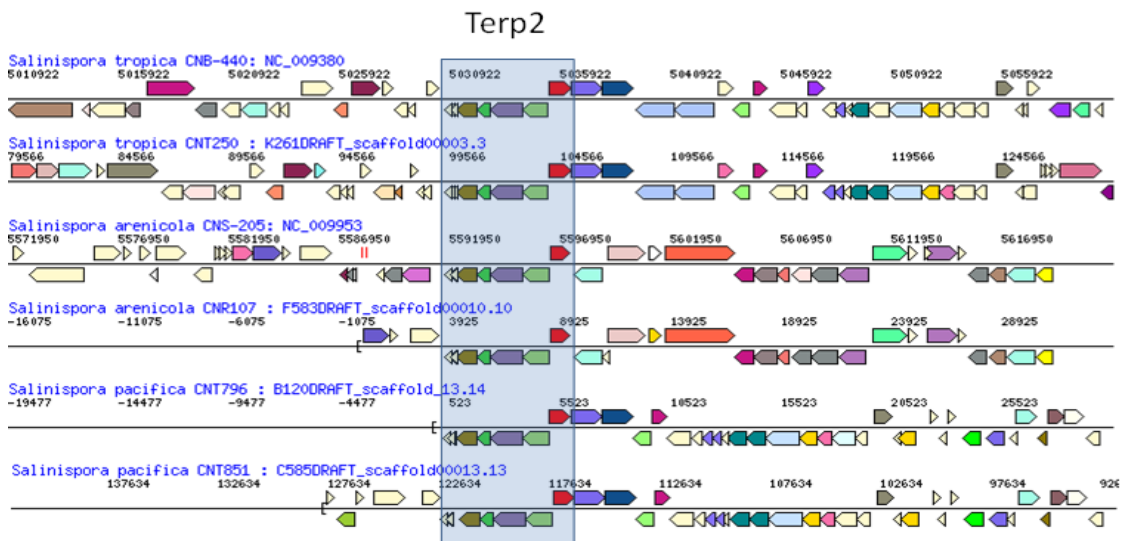 Terp2
Salinispora tropica CNB-440: NC_009380
5010922 5015922 5020922 5025922 5030922 5035922 5040922 5045922 5050922 5055922
Salinispora tropica CNT250 : K261DRAFT_scaffold00003.3
79566 84566 89566 94566 99566 104566 109566 114566 119566 124566
Salinispora arenicola CNS-205: NC_009953
5571950 5576950 5581950 5586950 5591950 5596950 5601950 5606950 5611950 5616950
Salinispora arenicola CNR107 : F583DRAFT_scaffold00010.10
-16075 -11075 -6075 -1075 3925 8925 13925 18925 23925 28925
Salinispora pacifica CNT796 : B120DRAFT_scaffold_13.14
-19477 -14477 -9477 -4477 523 5523 10523 15523 20523 25523
Salinispora pacifica CNT851 : C585DRAFT_scaffold00013.13
137634 132634 127634 122634 117634 112634 107634 102634 97634 926